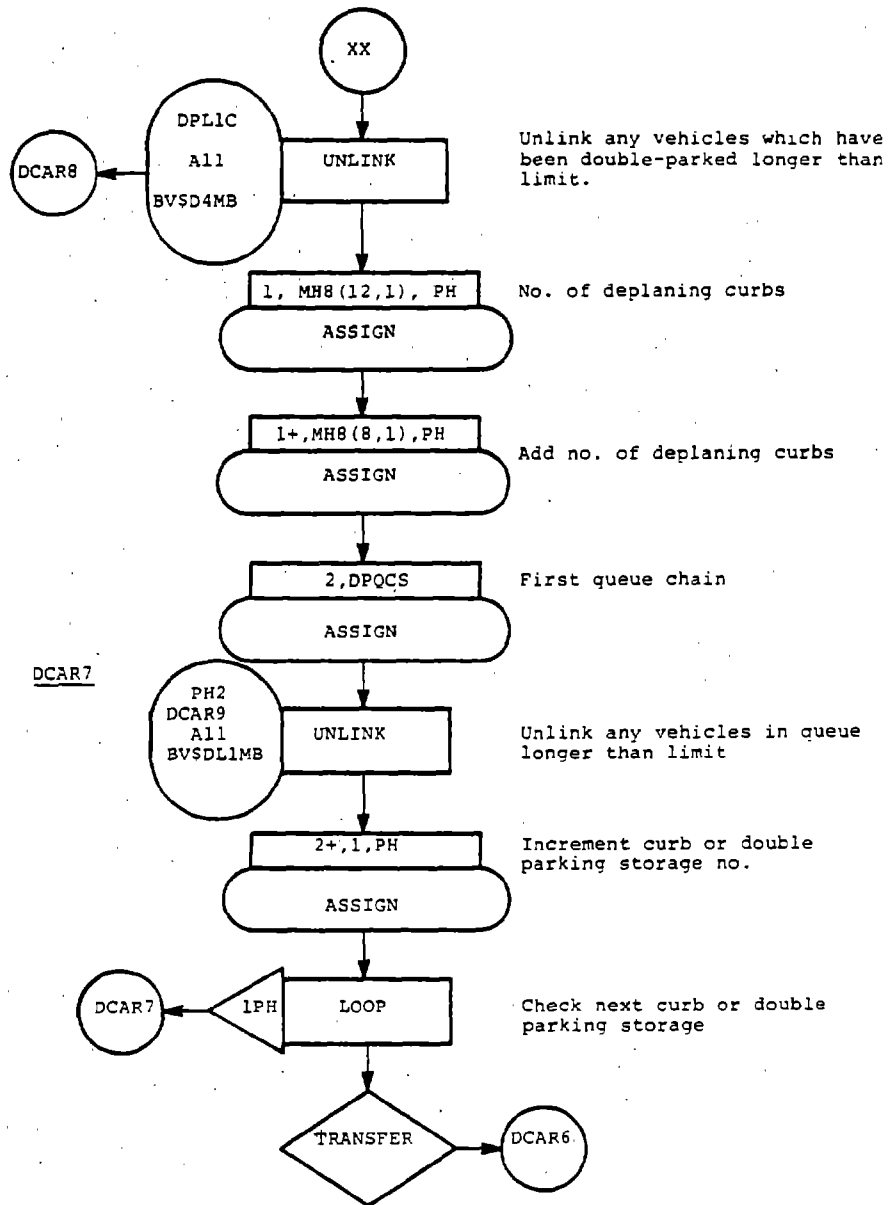 XX
DPL1C
All
BV$D4MB
DCAR8
UNLINK
Unlink any vehicles which have
been double-parked longer than
limit.
1, MH8(12,1), PH
ASSIGN
No. of deplaning curbs
1+,MH8(8,1),PH
ASSIGN
Add no. of deplaning curbs
2,DPQCS
ASSIGN
First queue chain
DCAR7
PH2
DCAR9
All
BV$DL1MB
UNLINK
Unlink any vehicles in queue
longer than limit
2+,1,PH
ASSIGN
Increment curb or double
parking storage no.
DCAR7
1PH
LOOP
Check next curb or double
parking storage
TRANSFER
DCAR6